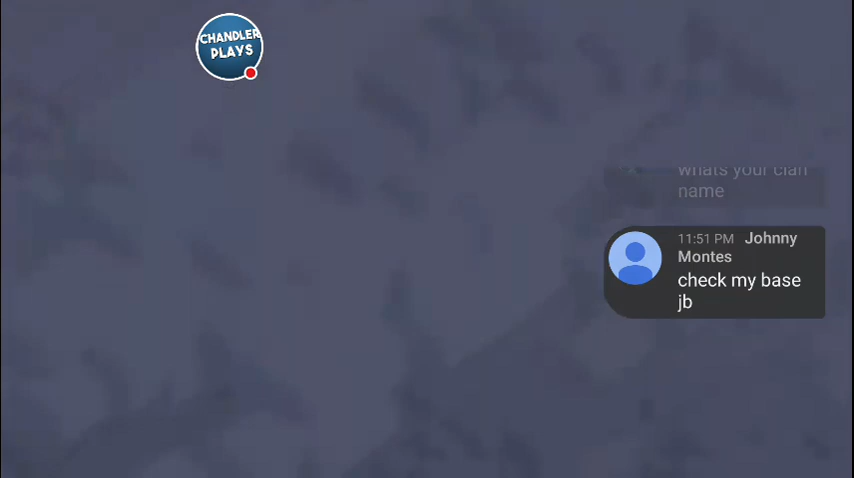 CHANDLER
PLAYS
whats your clan
name
11:51 PM Johnny
Montes
check my base
jb